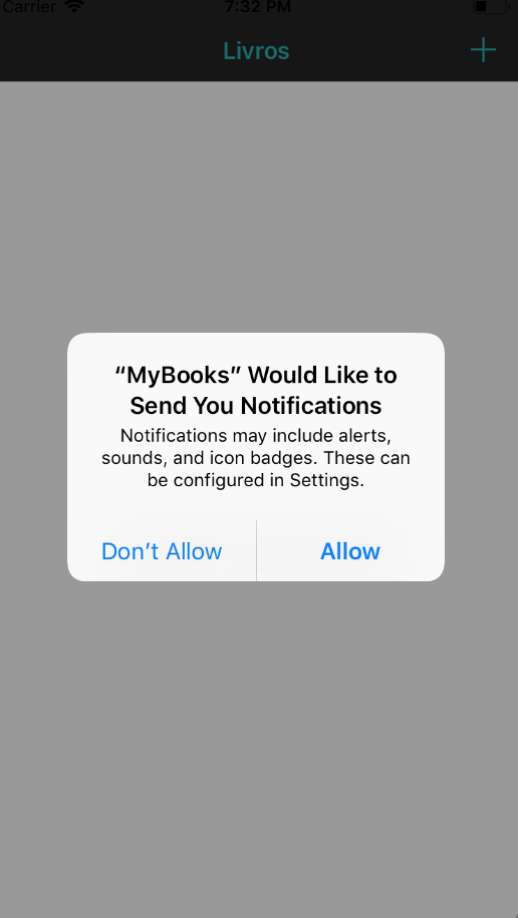 Carrier 7:32 PM
Livros
“MyBooks” Would Like to
Send You Notifications
Notifications may include alerts,
sounds, and icon badges. These can
be configured in Settings.
Don’t Allow Allow